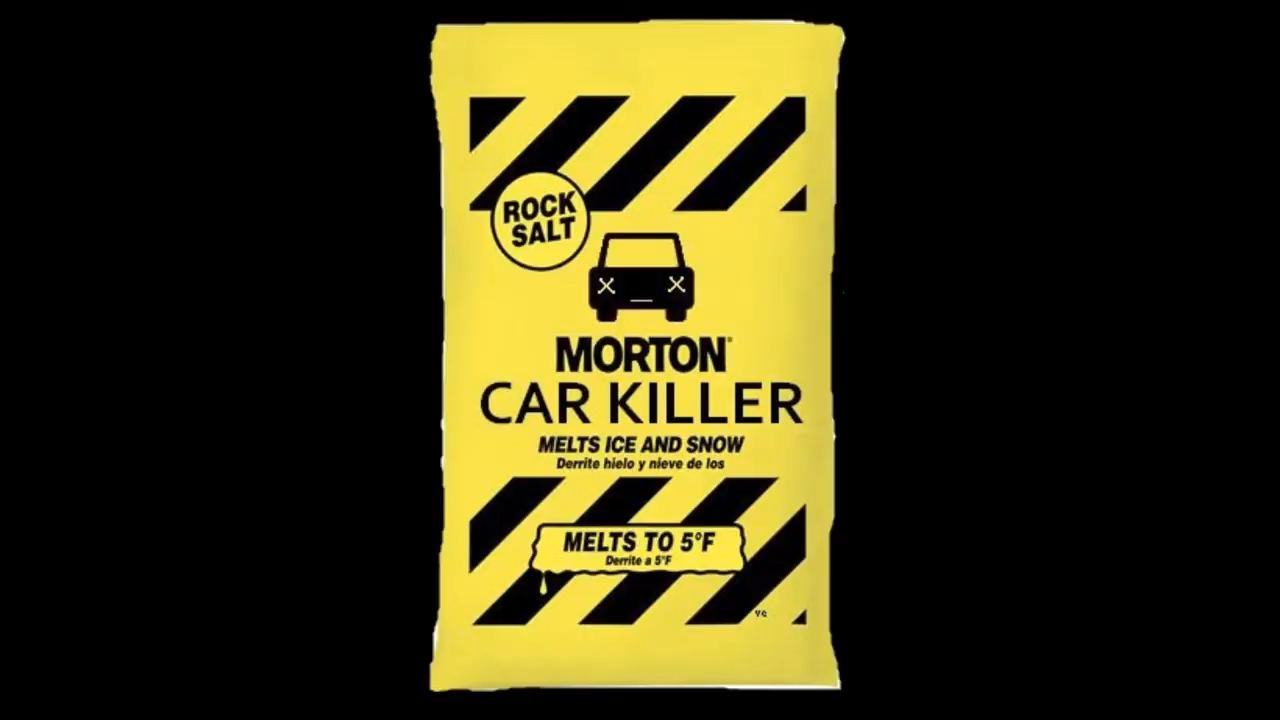 ROCK
SALT
MORTON®
CAR KILLER
MELTS ICE AND SNOW
Derrite hielo y nieve de los
MELTS TO 5°F
Derrite a 5°F